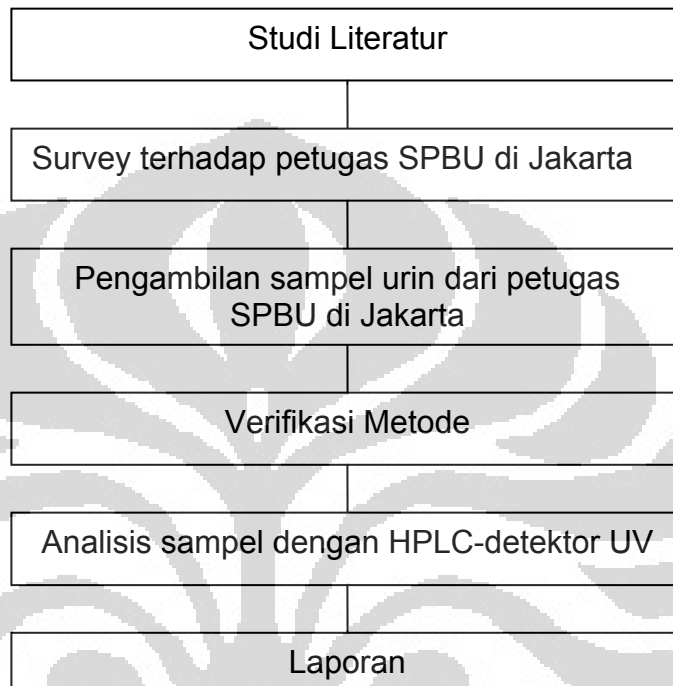 Studi Literatur
Survey terhadap petugas SPBU di Jakarta
Pengambilan sampel urin dari petugas
SPBU di Jakarta
Verifikasi Metode
Analisis sampel dengan HPLC-detektor UV
Laporan